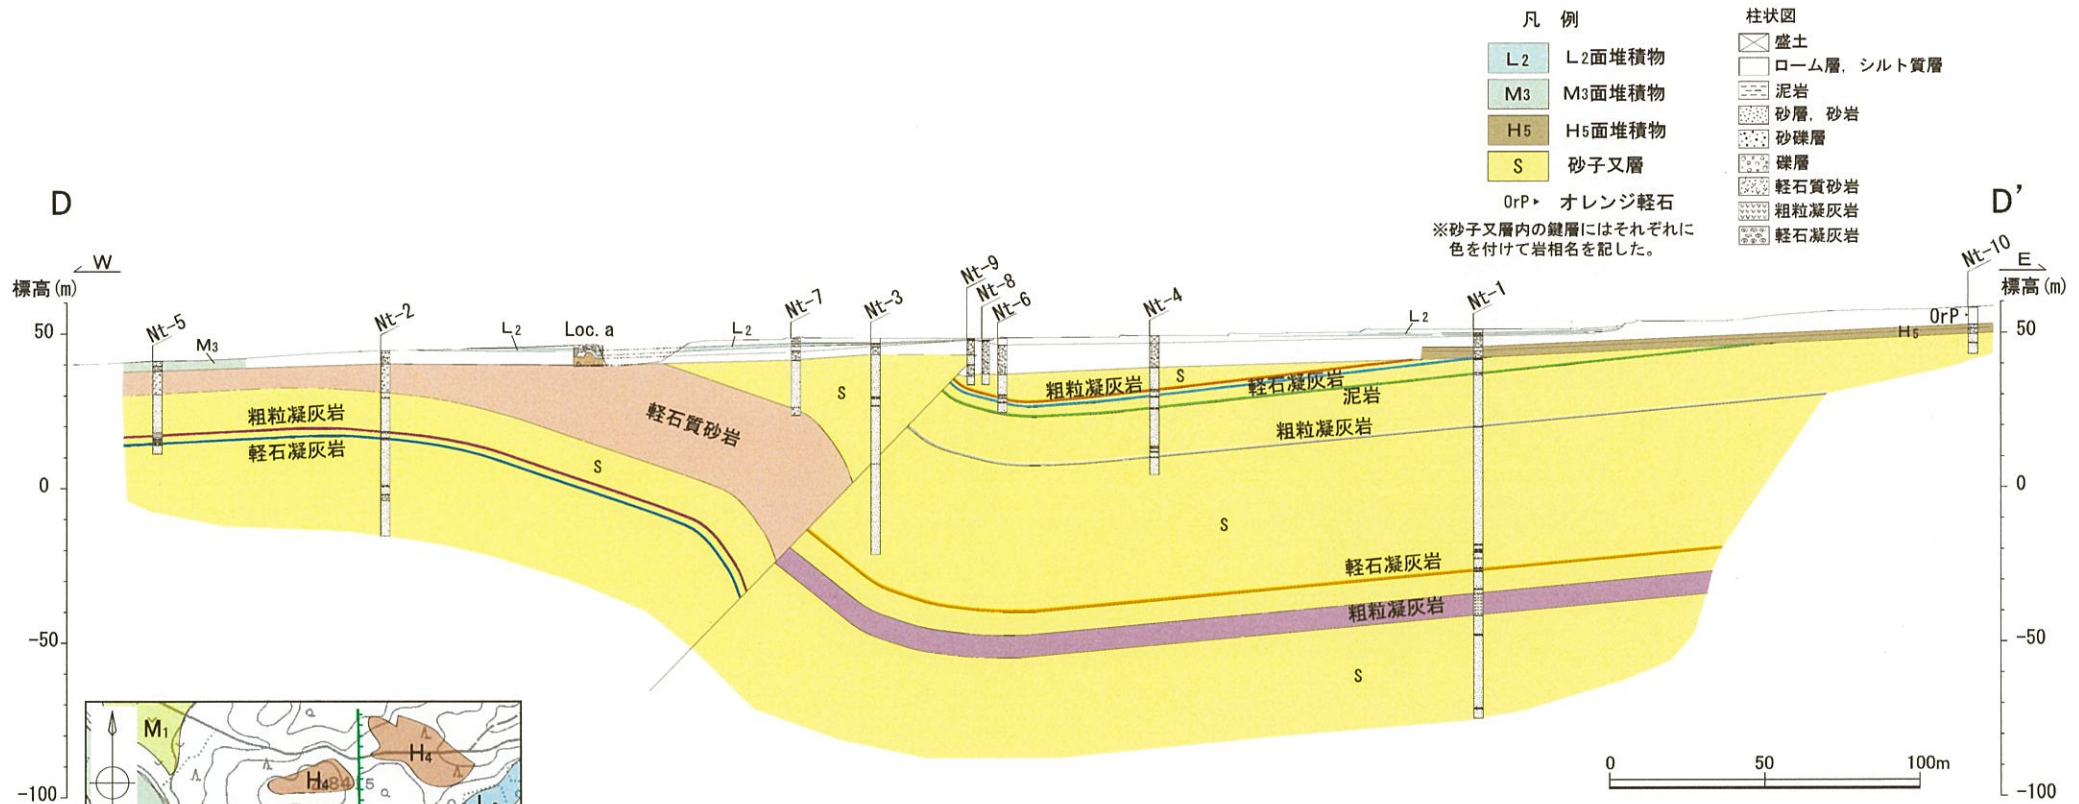 凡 例
L2 L2面堆積物
M3 M3面堆積物
H5 H5面堆積物
S 砂子又層
OrP オレンジ軽石
※砂子又層内の鍵層にはそれぞれに
色を付けて岩相名を記した。
柱状図
盛土
ローム層，シルト質層
泥岩
砂層，砂岩
砂礫層
礫層
軽石質砂岩
粗粒凝灰岩
軽石凝灰岩
D
D’
W
E
標高(m)
標高(m)
Nt-5
Nt-2
Nt-7
Nt-3
Nt-9
Nt-8
Nt-6
Nt-4
Nt-1
Nt-10
M3
L2
Loc. a
L2
L2
OrP
H5
50
0
-50
-100
50
0
-50
-100
粗粒凝灰岩
軽石凝灰岩
S
軽石質砂岩
S
粗粒凝灰岩
S
軽石凝灰岩
泥岩
粗粒凝灰岩
S
軽石凝灰岩
粗粒凝灰岩
S
M1
H4
H4
0 50 100m